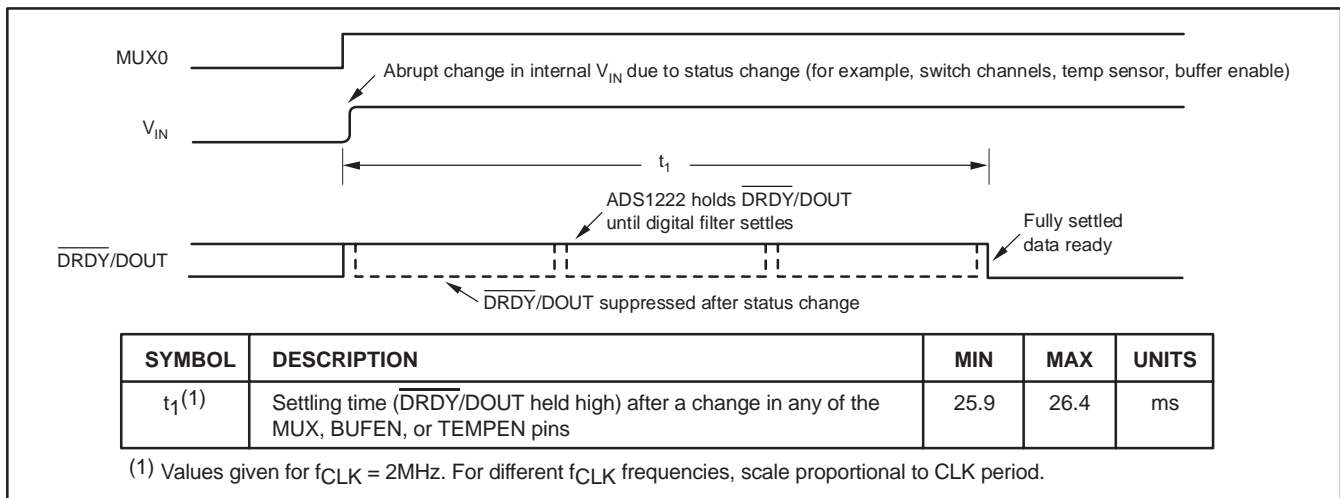 MUX0
Abrupt change in internal VIN due to status change (for example, switch channels, temp sensor, buffer enable)
VIN
t1
ADS1222 holds DRDY/DOUT
until digital filter settles
Fully settled
data ready
DRDY/DOUT
DRDY/DOUT suppressed after status change
SYMBOL DESCRIPTION MIN MAX UNITS
t1(1) Settling time (DRDY/DOUT held high) after a change in any of the 25.9 26.4 ms
MUX, BUFEN, or TEMPEN pins
(1) Values given for fCLK = 2MHz. For different fCLK frequencies, scale proportional to CLK period.